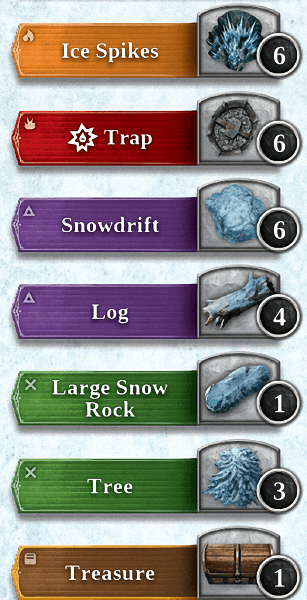 Ice Spikes
6
Trap
6
Snowdrift
6
Log
4
Large Snow
Rock
1
Tree
3
Treasure
1